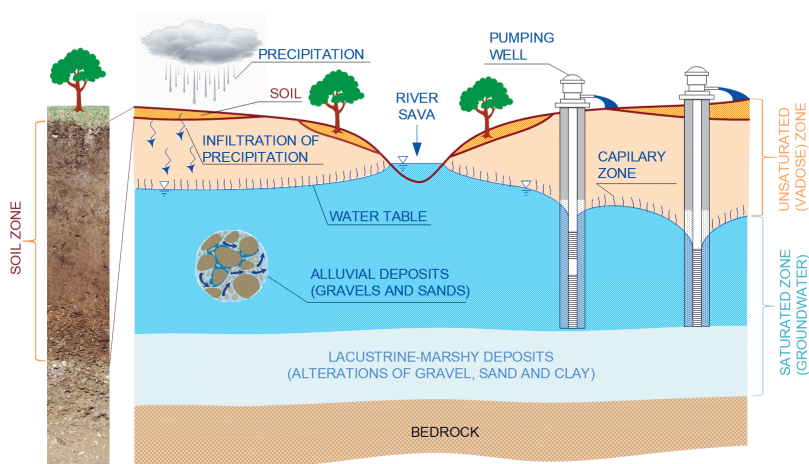 PRECIPITATION
PUMPING
WELL
SOIL
RIVER
SAVA
INFILTRATION OF
PRECIPITATION
CAPILARY
ZONE
UNSATURATED
(VADOSE) ZONE
WATER TABLE
SOIL ZONE
ALLUVIAL DEPOSITS
(GRAVELS AND SANDS)
SATURATED ZONE
(GROUNDWATER)
LACUSTRINE-MARSHY DEPOSITS
(ALTERATIONS OF GRAVEL, SAND AND CLAY)
BEDROCK